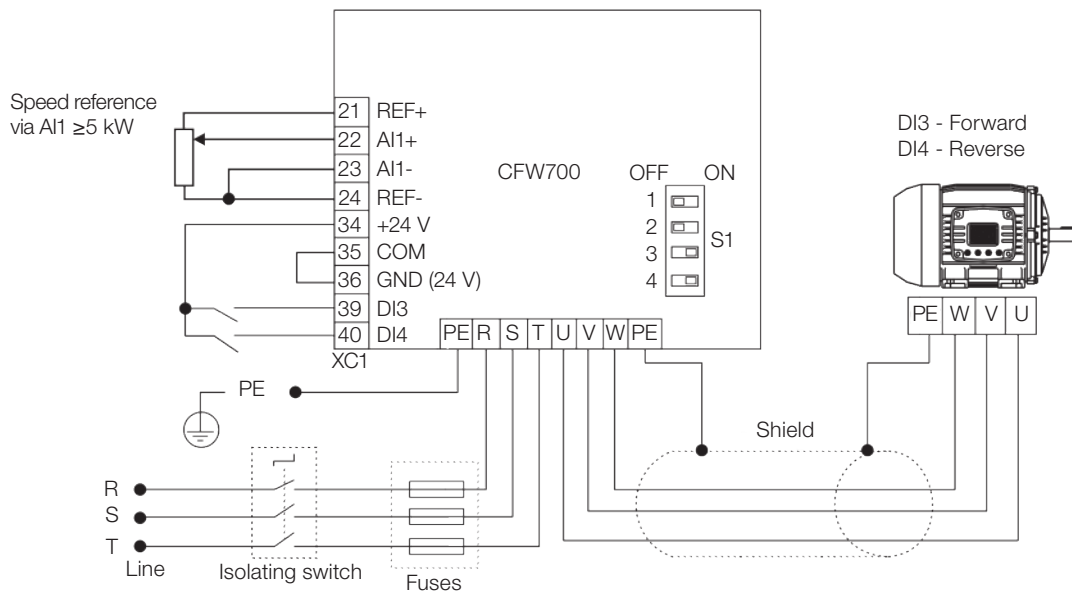 Speed reference
via AI1 ≥5 kW
21 REF+
22 AI1+
23 AI1-
24 REF-
34 +24 V
35 COM
36 GND (24 V)
39 DI3
40 DI4
XC1
CFW700
OFF ON
1
2
3
4
S1
DI3 - Forward
DI4 - Reverse
PE R S T U V W PE
PE W V U
PE
Shield
R
S
T
Line
Isolating switch
Fuses